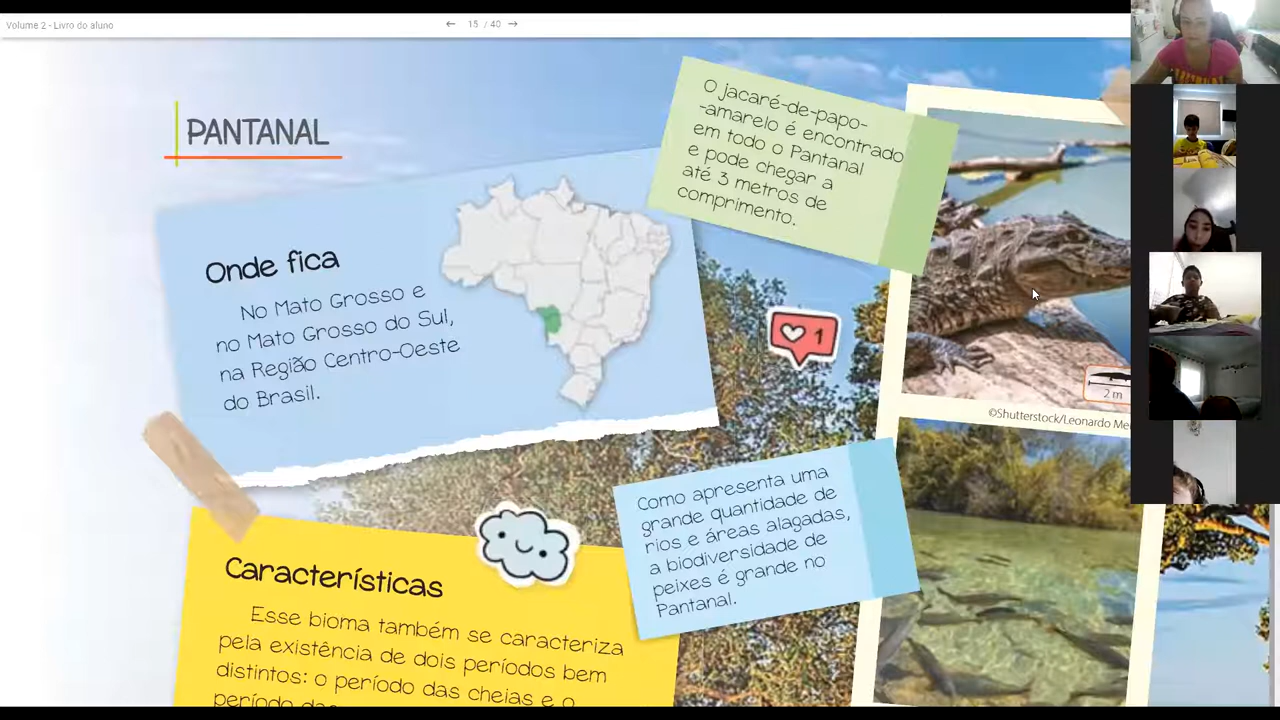 Volume 2 - Livro do aluno
15 / 40
PANTANAL
Onde fica
No Mato Grosso e
no Mato Grosso do Sul,
na Região Centro-Oeste
do Brasil.
O jacaré-de-papo-
-amarelo é encontrado
em todo o Pantanal
e pode chegar a
até 3 metros de
comprimento.
1
2 m
©Shutterstock/Leonardo
Como apresenta uma
grande quantidade de
rios e áreas alagadas,
a biodiversidade de
peixes é grande no
Pantanal.
Características
Esse bioma também se caracteriza
pela existência de dois períodos bem
distintos: o período das cheias e o
período